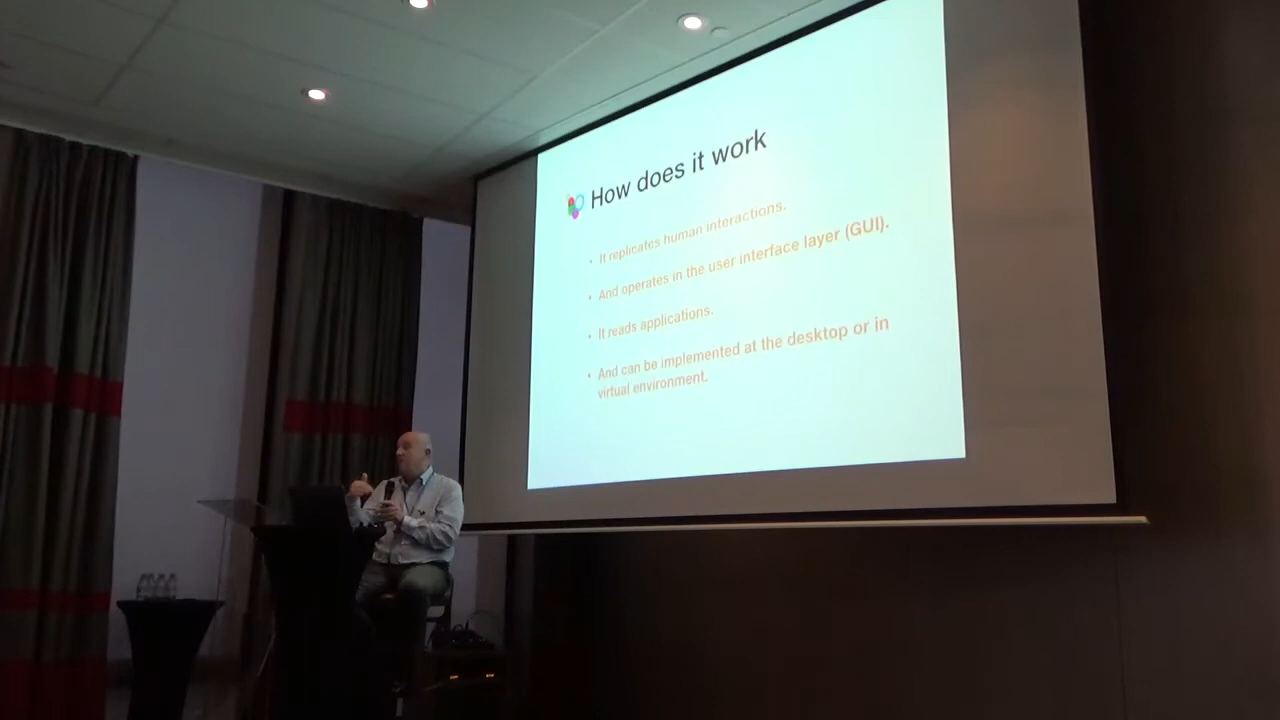 How does it work
• It replicates human interactions.
• And operates in the user interface layer (GUI).
• It reads applications.
• And can be implemented at the desktop or in
virtual environment.